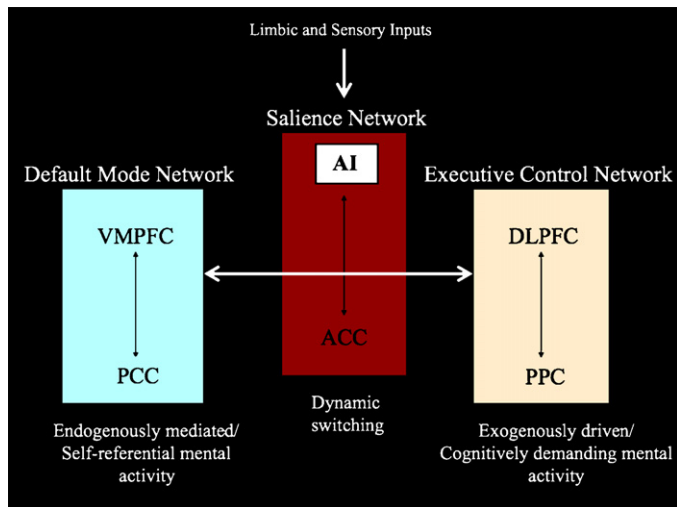 Limbic and Sensory Inputs
Salience Network
AI
Default Mode Network
Executive Control Network
VMPFC
DLPFC
ACC
PCC
PPC
Dynamic
switching
Endogenously mediated/
Self-referential mental
activity
Exogenously driven/
Cognitively demanding mental
activity